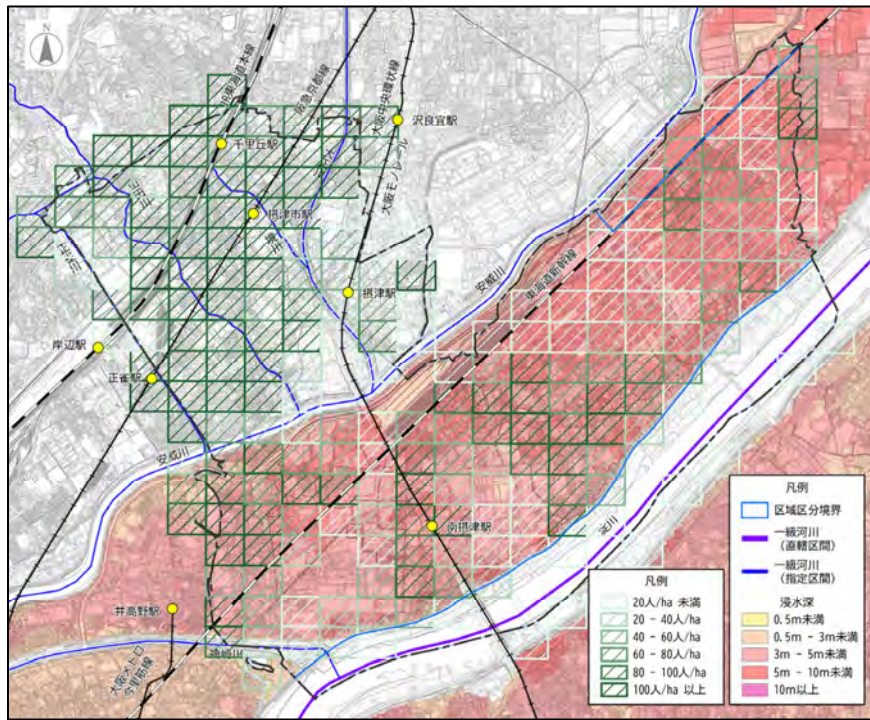 N
JR東海道本線
阪急京都線
大阪中央環状線
沢良宜駅
千里丘駅
大阪モノレール
摂津市駅
安威川
東海道新幹線
摂津駅
岸辺駅
正雀駅
安威川
南摂津駅
淀川
井高野駅
神崎川
大阪メトロ
今里筋線
凡例
20人/ha 未満
20 - 40人/ha
40 - 60人/ha
60 - 80人/ha
80 - 100人/ha
100人/ha 以上
凡例
区域区分境界
一級河川
(直轄区間)
一級河川
(指定区間)
浸水深
0.5m未満
0.5m - 3m未満
3m - 5m未満
5m - 10m未満
10m以上